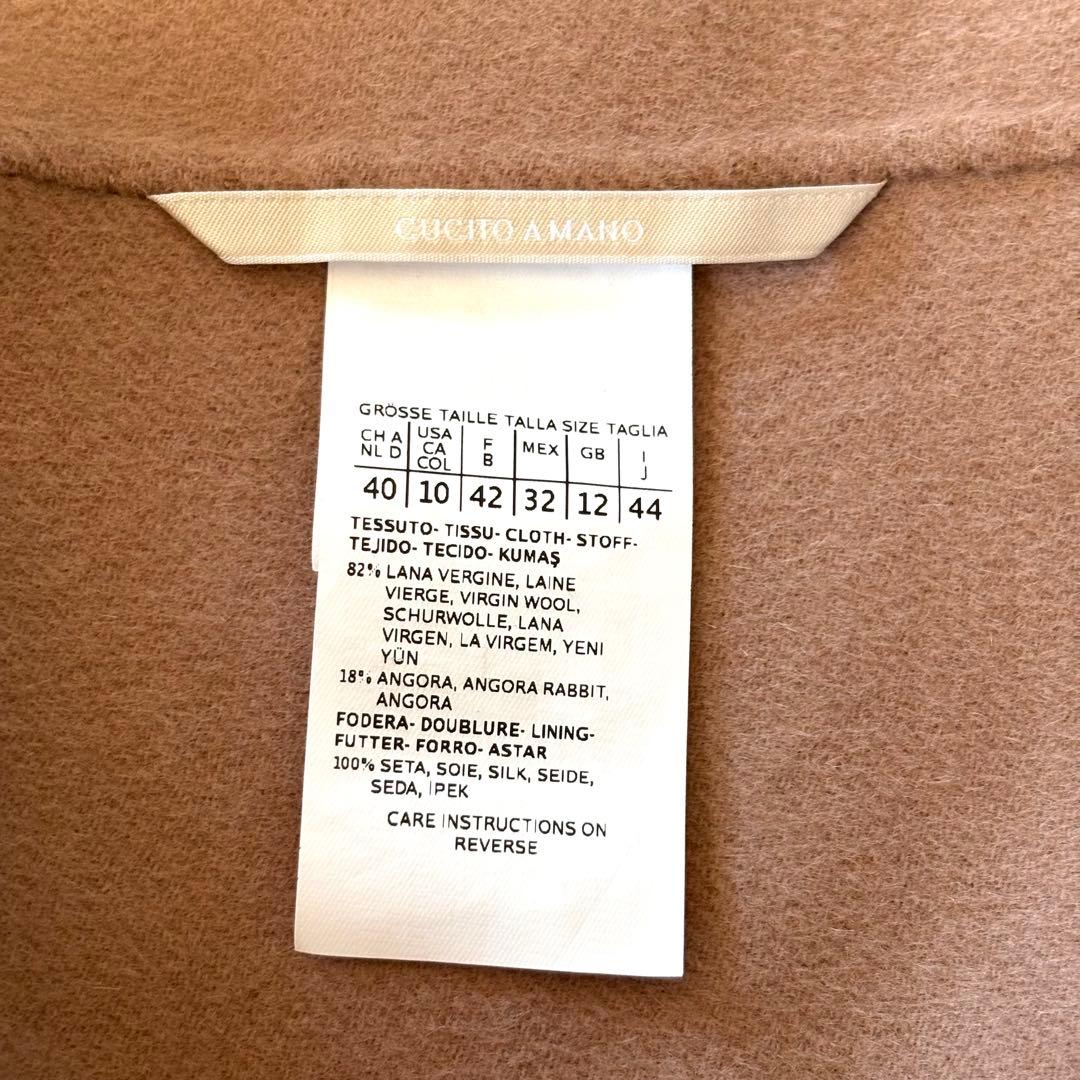 CUCITO A MANO
GRÖSSE TAILLE TALLA SIZE TAGLIA
CH A NL D USA CA COL F B MEX GB I J
40 10 42 32 12 44
TESSUTO- TISSU- CLOTH- STOFF-
TEJIDO- TECIDO- KUMAŞ
82% LANA VERGINE, LAINE
VIERGE, VIRGIN WOOL,
SCHURWOLLE, LANA
VIRGEN, LA VIRGEM, YENI
YÜN
18% ANGORA, ANGORA RABBIT,
ANGORA
FODERA- DOUBLURE- LINING-
FUTTER- FORRO- ASTAR
100% SETA, SOIE, SILK, SEIDE,
SEDA, IPEK
CARE INSTRUCTIONS ON
REVERSE